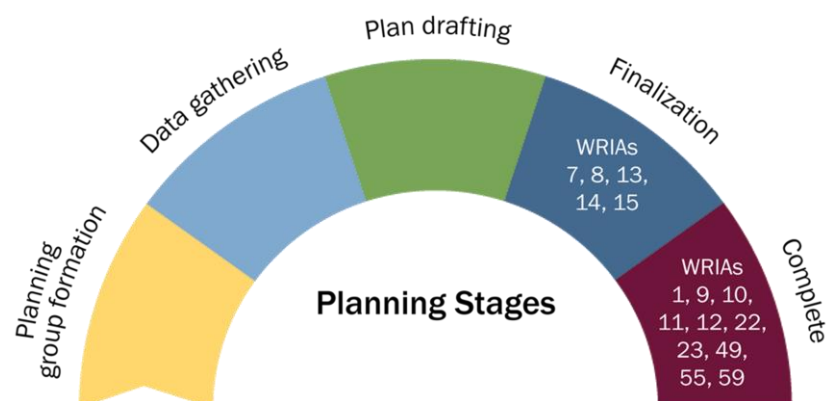 Planning
group formation
Data gathering
Plan drafting
Finalization
WRIAs
7, 8, 13,
14, 15
Complete
WRIAs
1, 9, 10,
11, 12, 22,
23, 49,
55, 59
Planning Stages